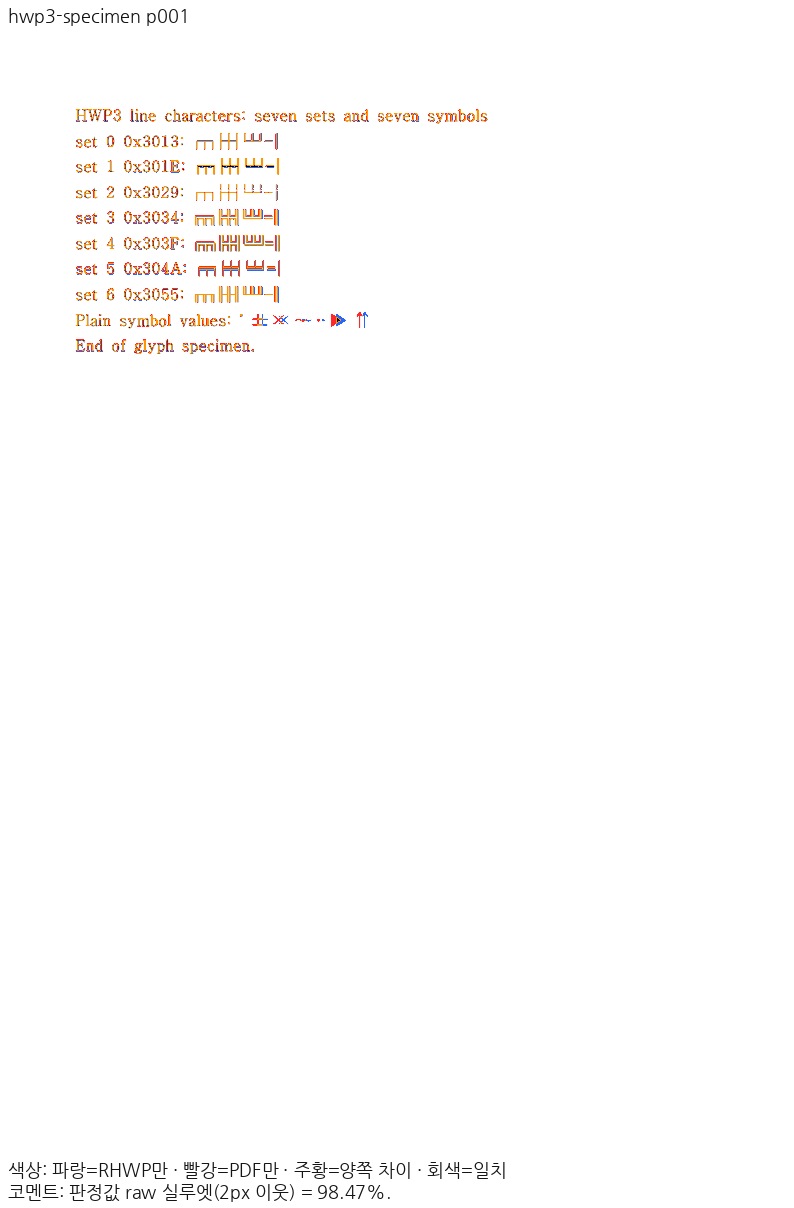 hwp3-specimen p001
HWP3 line characters: seven sets and seven symbols
set 0 0x3013: ┌┬┐├┼┤└┴┘─│
set 1 0x301E: ┏┳┓┣╋┫┗┻┛━┃
set 2 0x3029: ┌┬┐├┼┤└┴┘
set 3 0x3034: ╔╦╗╠╬╣╚╩╝═║
set 4 0x303F: ╔╦╗╠╬╣╚╩╝═║
set 5 0x304A: ╒╤╕╞╪╡╘╧╛═│
set 6 0x3055: ╓╥╖╟╫╢╙╨╜─║
Plain symbol values: ± × ▶ ↑
End of glyph specimen.
색상: 파랑=RHWP만 · 빨강=PDF만 · 주황=양쪽 차이 · 회색=일치
코멘트: 판정값 raw 실루엣(2px 이웃) = 98.47%.